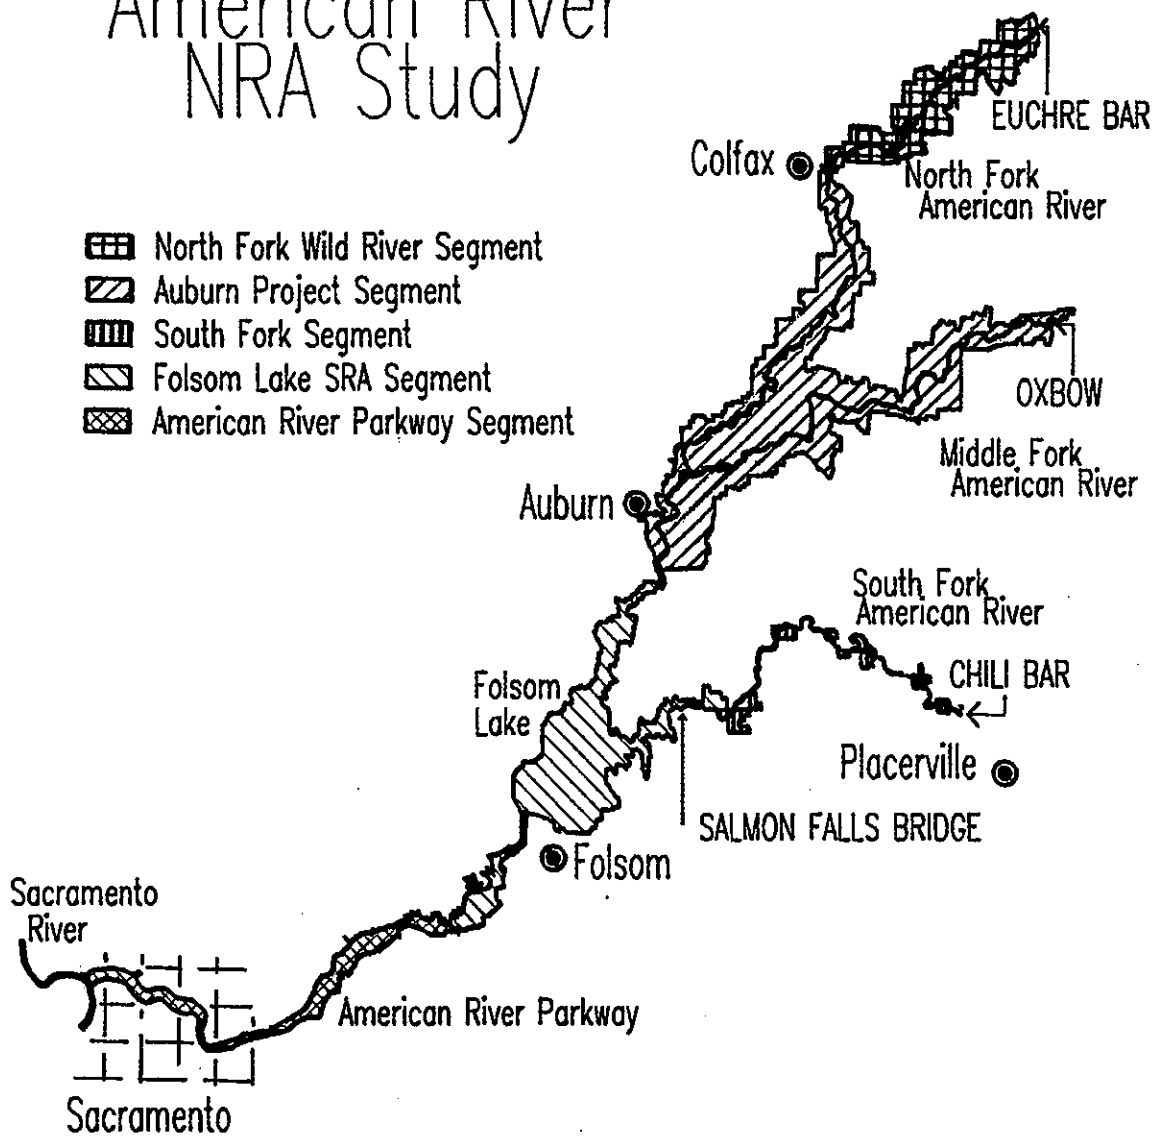 American River
NRA Study
EUCHRE BAR
Colfax
North Fork
American River
North Fork Wild River Segment
Auburn Project Segment
South Fork Segment
Folsom Lake SRA Segment
American River Parkway Segment
OXBOW
Middle Fork
American River
Auburn
South Fork
American River
CHILI BAR
Folsom
Lake
Placerville
SALMON FALLS BRIDGE
Folsom
Sacramento
River
American River Parkway
Sacramento